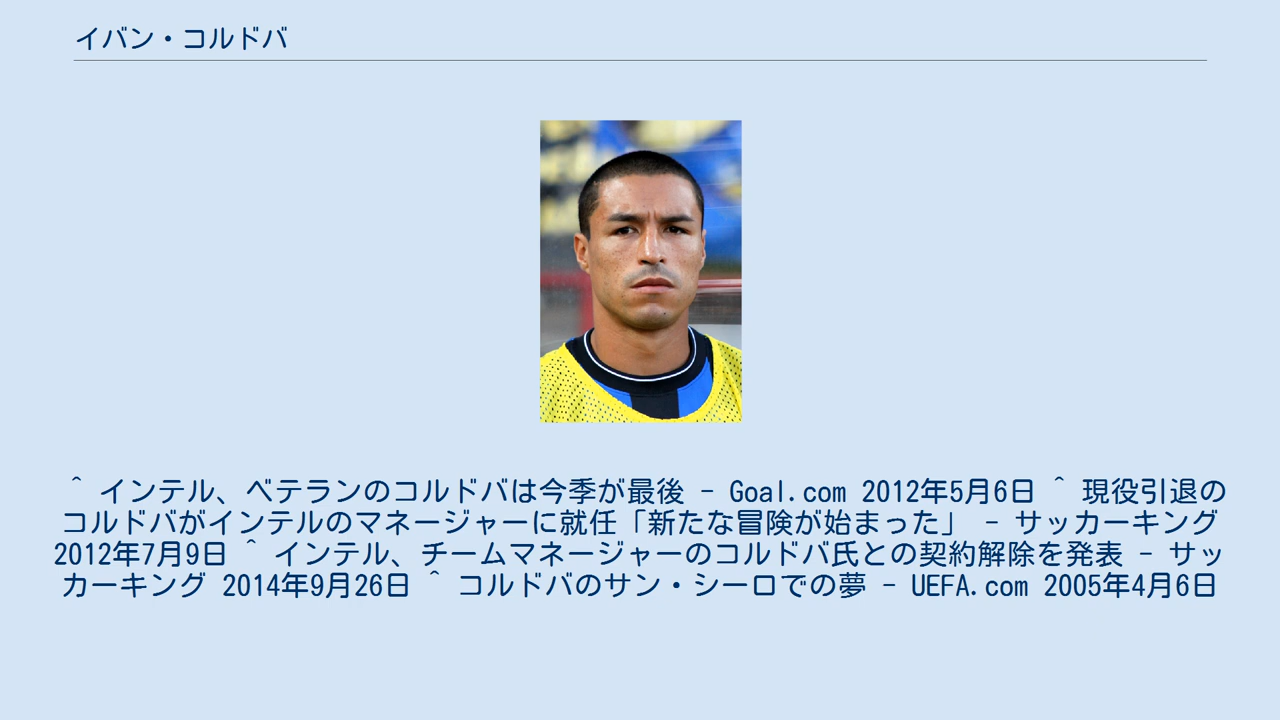 イバン・コルドバ
^ インテル、ベテランのコルドバは今季が最後 - Goal.com 2012年5月6日 ^ 現役引退の
コルドバがインテルのマネージャーに就任「新たな冒険が始まった」 - サッカーキング
2012年7月9日 ^ インテル、チームマネージャーのコルドバ氏との契約解除を発表 - サッ
カーキング 2014年9月26日 ^ コルドバのサン・シーロでの夢 - UEFA.com 2005年4月6日